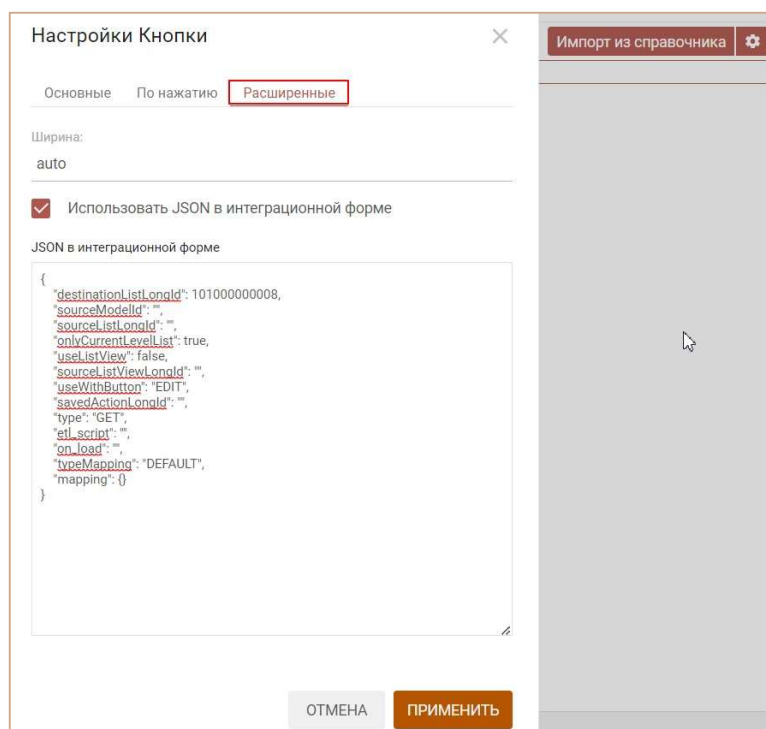 Настройки Кнопки
Импорт из справочника
Основные По нажатию Расширенные
Ширина:
auto
Использовать JSON в интеграционной форме
JSON в интеграционной форме
{
"destinationListLongId": 101000000008,
"sourceModelId": "",
"sourceListLongId": "",
"onlyCurrentLevelList": true,
"useListView": false,
"sourceListViewLongId": "",
"useWithButton": "EDIT",
"savedActionLongId": "",
"type": "GET",
"etl_script": "",
"on_load": "",
"typeMapping": "DEFAULT",
"mapping": {}
}
ОТМЕНА ПРИМЕНИТЬ